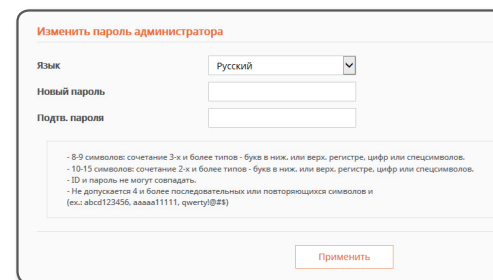 Изменить пароль администратора
Язык Русский
Новый пароль
Подтв. пароля
- 8-9 символов: сочетание 3-х и более типов - букв в ниж. или верх. регистре, цифр или спецсимволов.
- 10-15 символов: сочетание 2-х и более типов - букв в ниж. или верх. регистре, цифр или спецсимволов.
- ID и пароль не могут совпадать.
- Не допускается 4 и более последовательных или повторяющихся символов и
(ex.: abcd123456, aaaaa11111, qwerty!@#$)
Применить